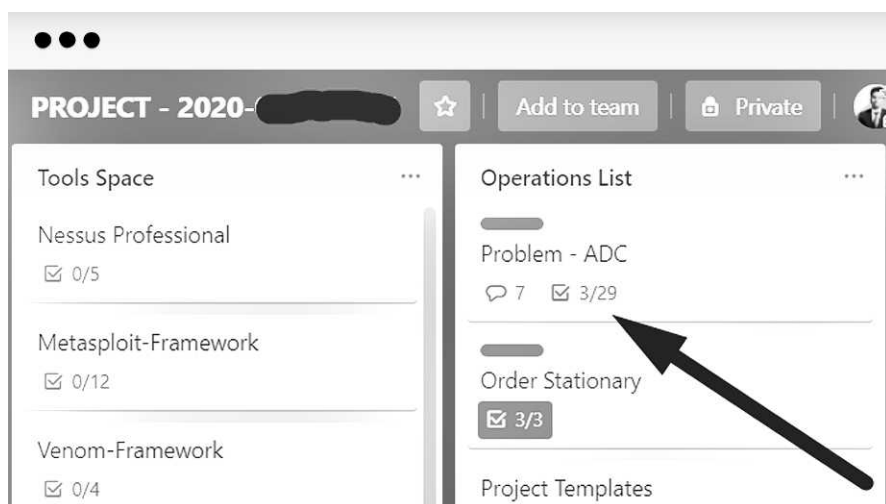 PROJECT - 2020-
Add to team
Private
Tools Space
Nessus Professional
0/5
Metasploit-Framework
0/12
Venom-Framework
0/4
Operations List
Problem - ADC
7 3/29
Order Stationary
3/3
Project Templates